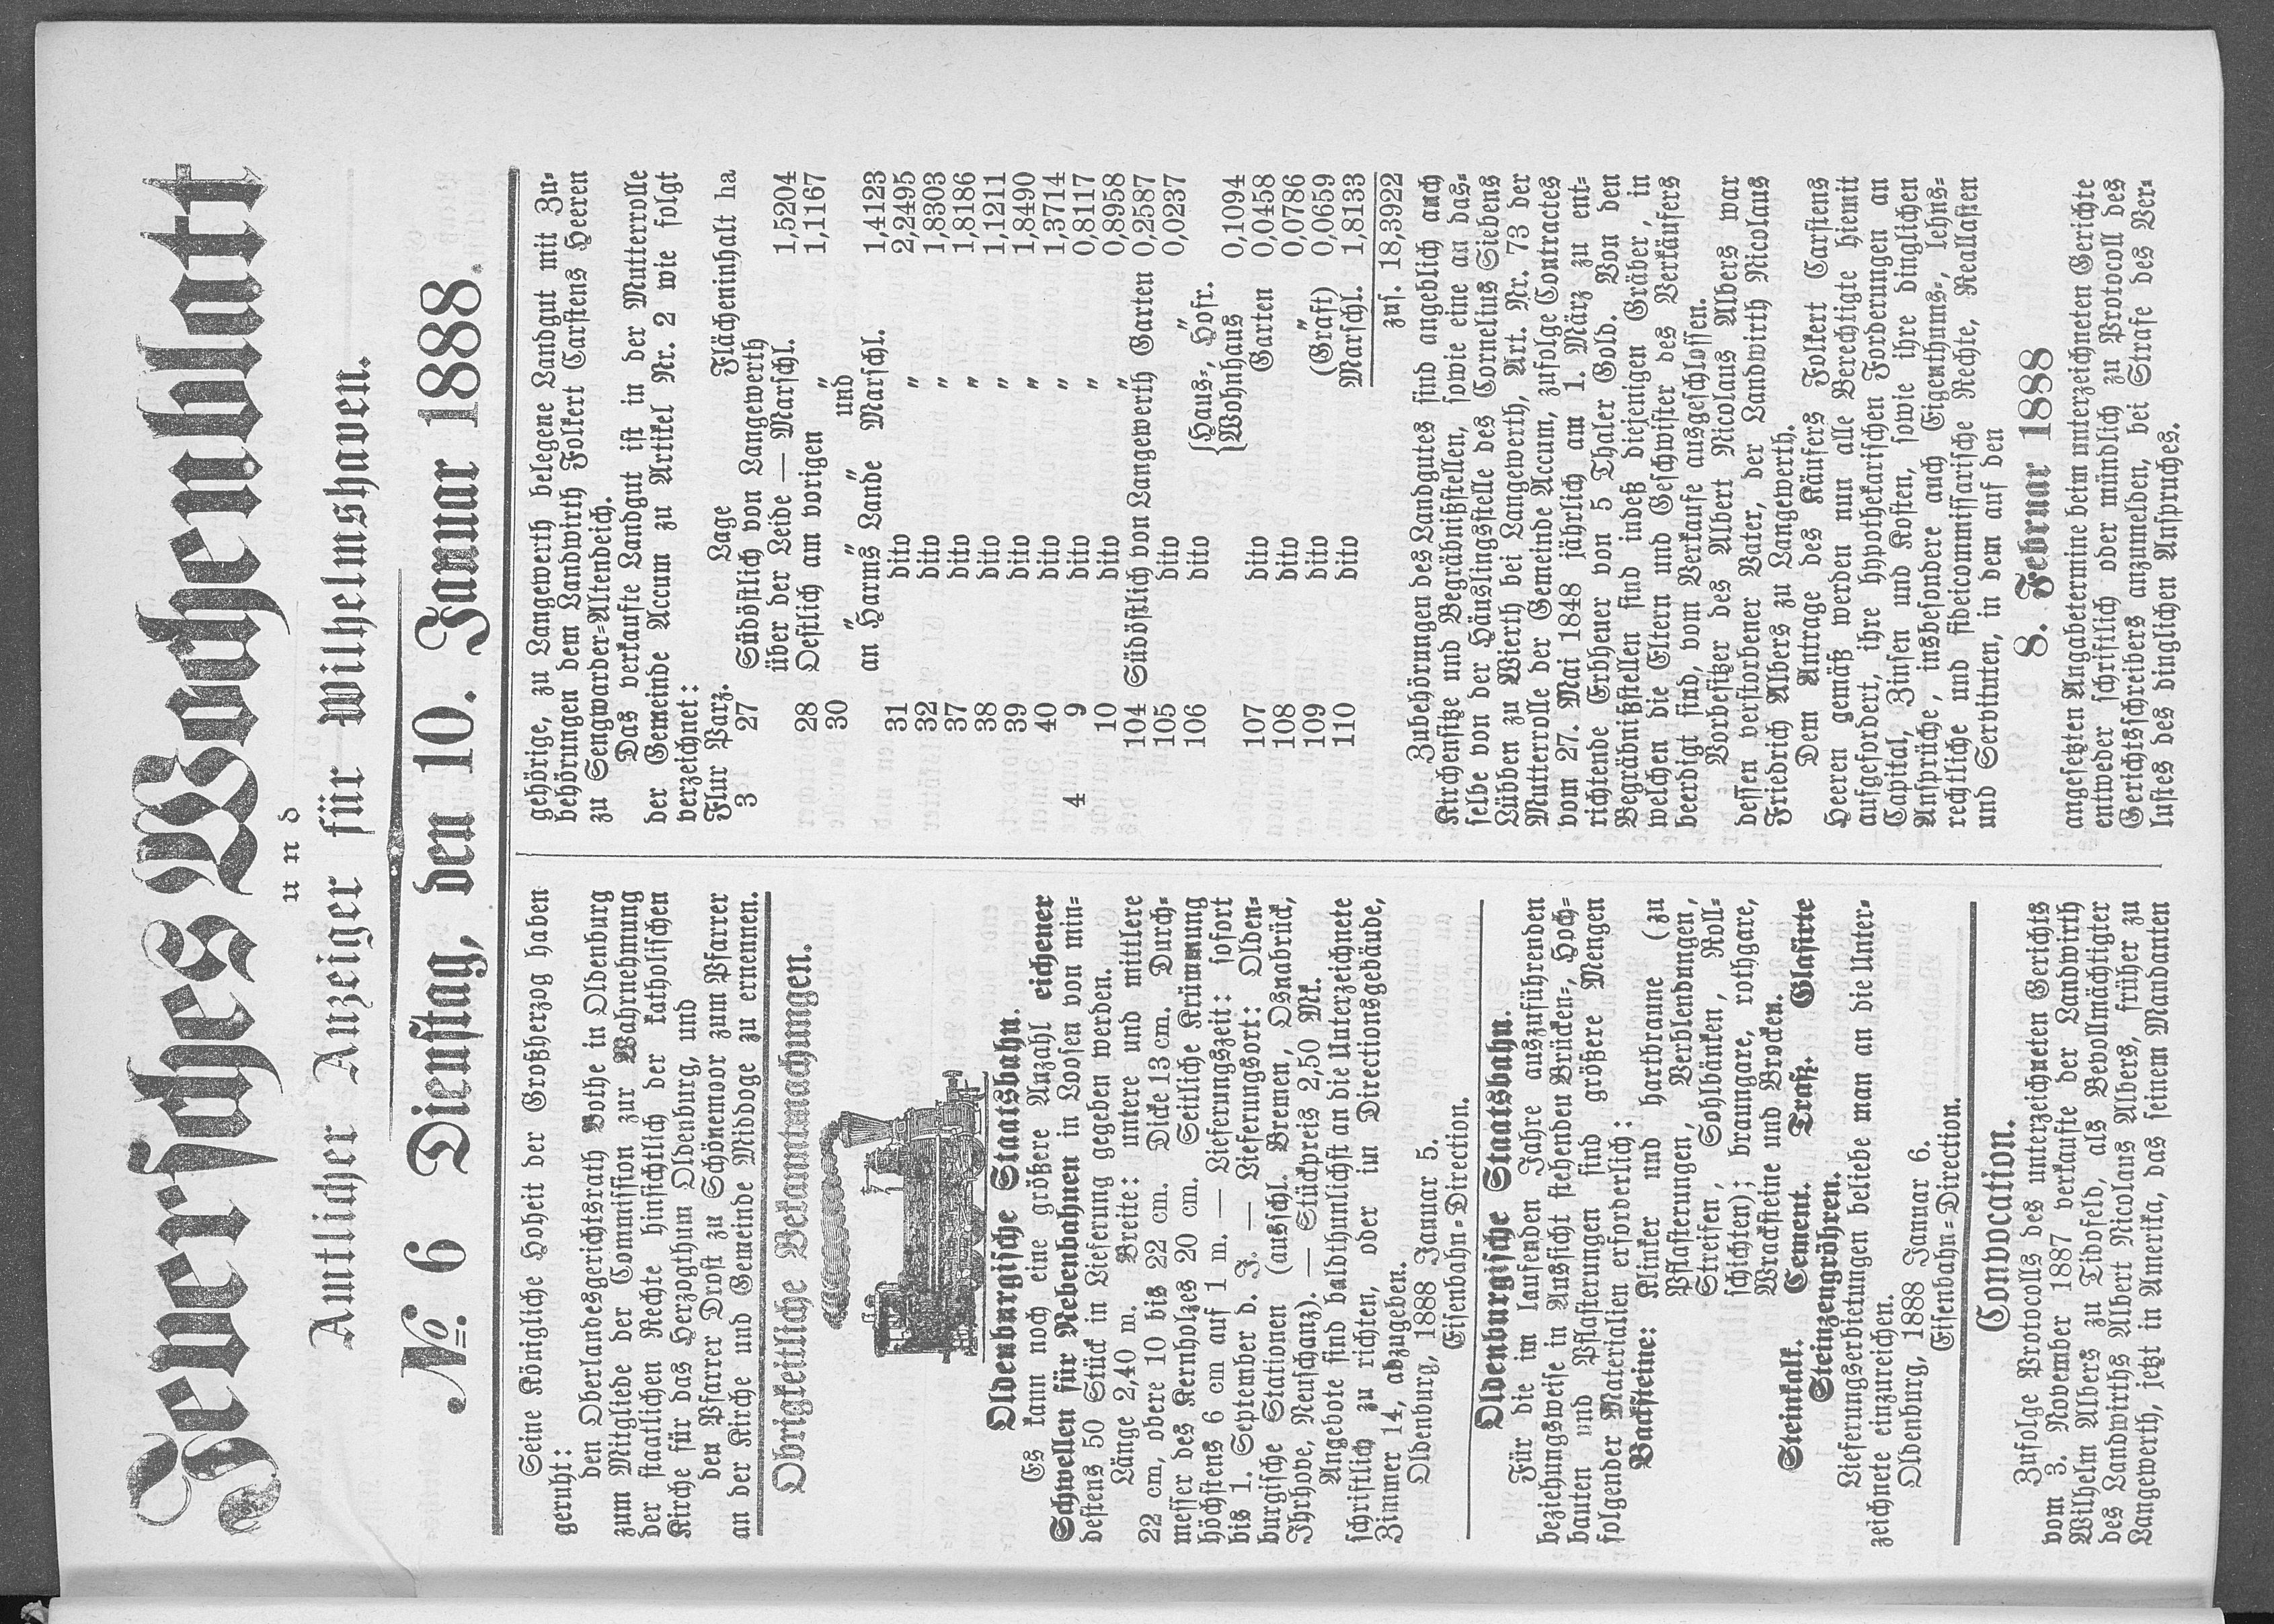 Jeversches Wochenblatt
und
Amtlicher Anzeiger für Wilhelmshaven.
№ 6 Dienstag, den 10. Januar 1888.
Seine Königliche Hoheit der Großherzog haben
geruht:
den Oberlandesgerichtsrath Bothe in Oldenburg
zum Mitgliede der Commission zur Wahrnehmung
der staatlichen Rechte hinsichtlich der katholischen
Kirche für das Herzogthum Oldenburg, und
den Pfarrer Drost zu Schönemoor zum Pfarrer
an der Kirche und Gemeinde Middoge zu ernennen.
Obrigkeitliche Bekanntmachungen.
Oldenburgische Staatsbahn.
Es kann noch eine größere Anzahl eichener
Schwellen für Nebenbahnen in Loosen von min-
destens 50 Stück in Lieferung gegeben werden.
Länge 2,40 m. Breite: untere und mittlere
22 cm, obere 10 bis 22 cm. Dicke 13 cm. Durch-
messer des Kernholzes 20 cm. Seitliche Krümmung
höchstens 6 cm auf 1 m. — Lieferungszeit: sofort
bis 1. September d. J. — Lieferungsort: Olden-
burgische Stationen (ausschl. Bremen, Osnabrück,
Ihrhove, Neuschanz). — Stückpreis 2,50 Mk.
Angebote sind baldthunlichst an die Unterzeichnete
schriftlich zu richten, oder im Directionsgebäude,
Zimmer 14, abzugeben.
Oldenburg, 1888 Januar 5.
Eisenbahn-Direction.
Oldenburgische Staatsbahn.
Für die im laufenden Jahre auszuführenden
beziehungsweise in Aussicht stehenden Brücken-, Hoch-
bauten und Pflasterungen sind größere Mengen
folgender Materialien erforderlich:
Backsteine: Klinker und hartbraune (zu
Pflasterungen, Verblendungen,
Streifen, Sohlbänken, Roll-
schichten); braungare, rothgare,
Wracksteine und Brocken.
Steinkalk. Cement. Traß. Glasirte
Steinzeugröhren.
Lieferungserbietungen beliebe man an die Unter-
zeichnete einzureichen.
Oldenburg, 1888 Januar 6.
Eisenbahn-Direction.
Convocation.
Zufolge Protocolls des unterzeichneten Gerichts
vom 3. November 1887 verkaufte der Landwirth
Wilhelm Albers zu Tidofeld, als Bevollmächtigter
des Landwirths Albert Nicolaus Albers, früher zu
Langewerth, jetzt in Amerika, das seinem Mandanten
gehörige, zu Langewerth belegene Landgut mit Zu-
behörungen dem Landwirth Folkert Carstens Heeren
zu Sengwarder-Altendeich.
Das verkaufte Landgut ist in der Mutterrolle
der Gemeinde Accum zu Artikel Nr. 2 wie folgt
verzeichnet:
Flur Parz. Lage Flächeninhalt ha
3 27 Südöstlich von Langewerth
über der Leide — Marschl. 1,5204
28 Oestlich am vorigen " 1,1167
30 " " und
an Harms Lande Marschl. 1,4123
31 dito " 2,2495
32 dito " 1,8303
37 dito " 1,8186
38 dito " 1,1211
39 dito " 1,8490
40 dito " 1,3714
4 9 dito " 0,8117
10 dito " 0,8958
104 Südöstlich von Langewerth Garten 0,2587
105 dito " 0,0237
106 dito {Haus-, Hofr.
Wohnhaus 0,1094
107 dito Garten 0,0458
108 dito " 0,0786
109 dito (Gräft) 0,0659
110 dito Marschl. 1,8133
zus. 18,3922
Zubehörungen des Landgutes sind angeblich auch
Kirchensitze und Begräbnißstellen, sowie eine an das-
selbe von der Häuslingsstelle des Cornelius Siebens
Lübben zu Wierth bei Langewerth, Art. Nr. 73 der
Mutterrolle der Gemeinde Accum, zufolge Contractes
vom 27. Mai 1848 jährlich am 1. März zu ent-
richtende Erbheuer von 5 Thaler Gold. Von den
Begräbnißstellen sind indeß diejenigen Gräber, in
welchen die Eltern und Geschwister des Verkäufers
beerdigt sind, vom Verkaufe ausgeschlossen.
Vorbesitzer des Albert Nicolaus Albers war
dessen verstorbener Vater, der Landwirth Nicolaus
Friedrich Albers zu Langewerth.
Dem Antrage des Käufers Folkert Carstens
Heeren gemäß werden nun alle Berechtigte hiemit
aufgefordert, ihre hypothekarischen Forderungen an
Capital, Zinsen und Kosten, sowie ihre dinglichen
Ansprüche, insbesondere auch Eigenthums-, lehns-
rechtliche und fideicommissarische Rechte, Reallasten
und Servituten, in dem auf den
8. Februar 1888
angesetzten Angabetermine beim unterzeichneten Gerichte
entweder schriftlich oder mündlich zu Protocoll des
Gerichtsschreibers anzumelden, bei Strafe des Ver-
lustes des dinglichen Anspruches.